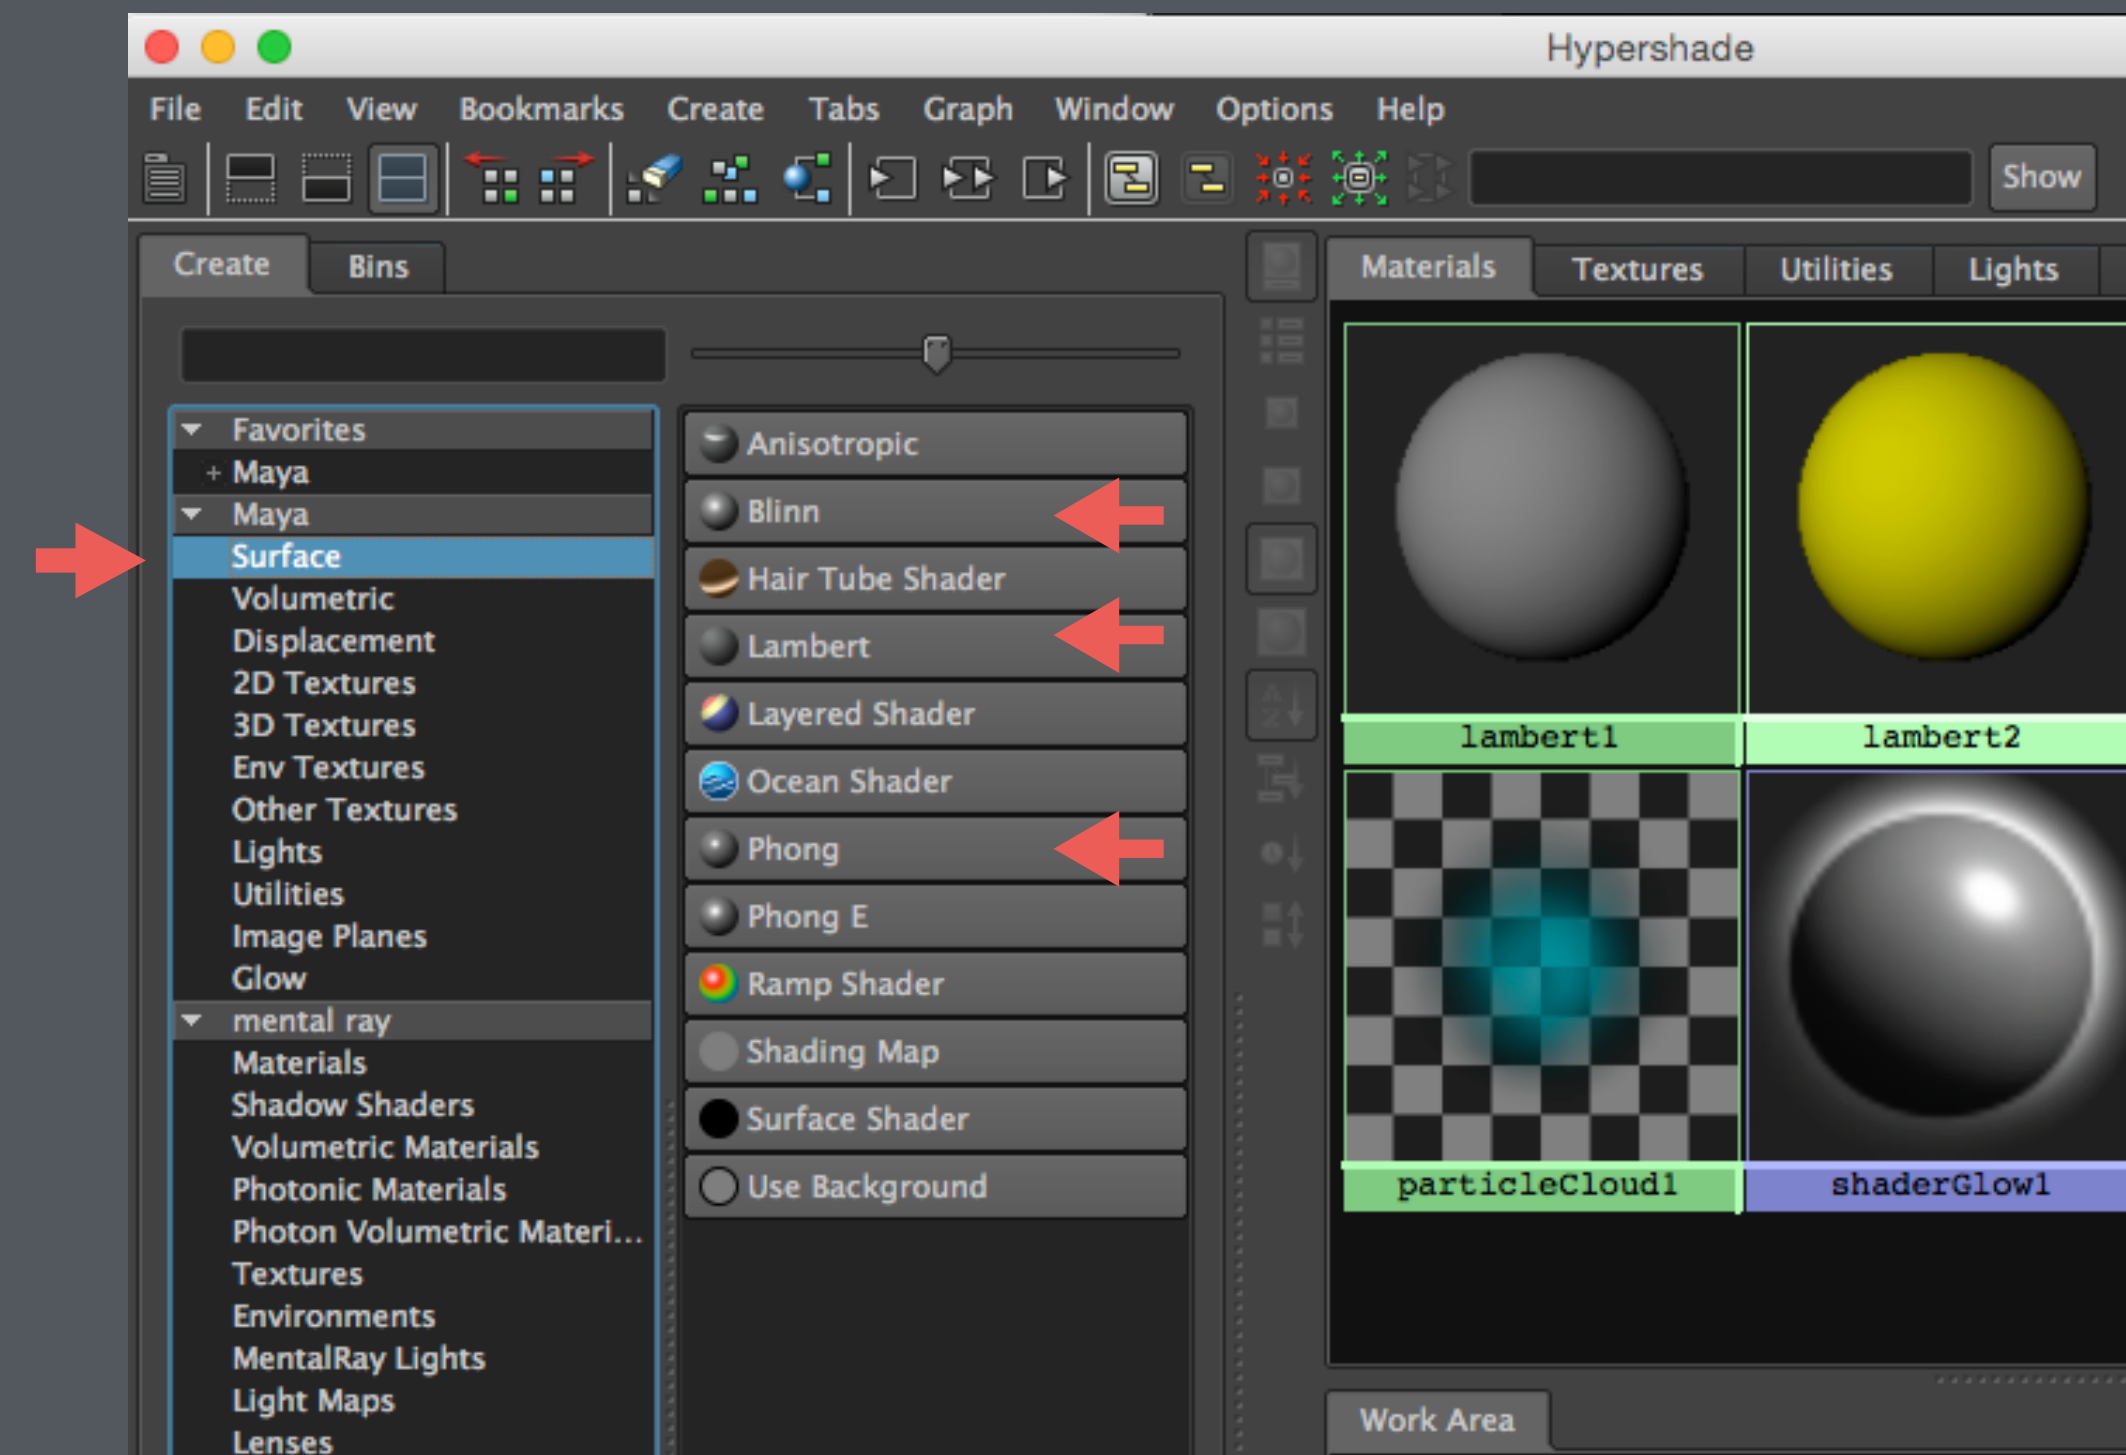 Hypershade
File Edit View Bookmarks Create Tabs Graph Window Options Help
Show
Create Bins
Favorites
Maya
Maya
Surface
Volumetric
Displacement
2D Textures
3D Textures
Env Textures
Other Textures
Lights
Utilities
Image Planes
Glow
mental ray
Materials
Shadow Shaders
Volumetric Materials
Photonic Materials
Photon Volumetric Materi...
Textures
Environments
MentalRay Lights
Light Maps
Lenses
Anisotropic
Blinn
Hair Tube Shader
Lambert
Layered Shader
Ocean Shader
Phong
Phong E
Ramp Shader
Shading Map
Surface Shader
Use Background
A
Z
Materials Textures Utilities Lights
lambert1 lambert2
particleCloud1 shaderGlow1
Work Area